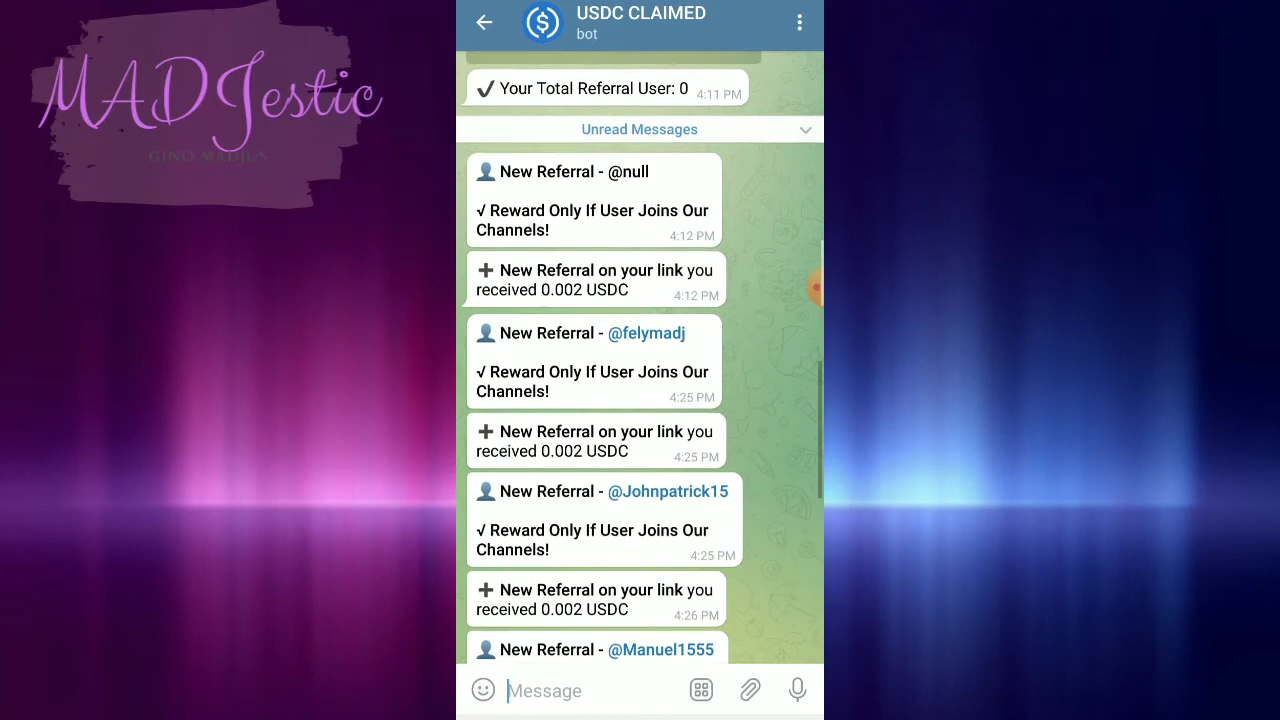 MADJestic
GINO MADJUS
USDC CLAIMED
bot
✔ Your Total Referral User: 0 4:11 PM
Unread Messages
New Referral - @null
√ Reward Only If User Joins Our
Channels!
4:12 PM
➕ New Referral on your link you
received 0.002 USDC
4:12 PM
New Referral - @felymadj
√ Reward Only If User Joins Our
Channels!
4:25 PM
➕ New Referral on your link you
received 0.002 USDC
4:25 PM
New Referral - @Johnpatrick15
√ Reward Only If User Joins Our
Channels!
4:25 PM
➕ New Referral on your link you
received 0.002 USDC
4:26 PM
New Referral - @Manuel1555
Message